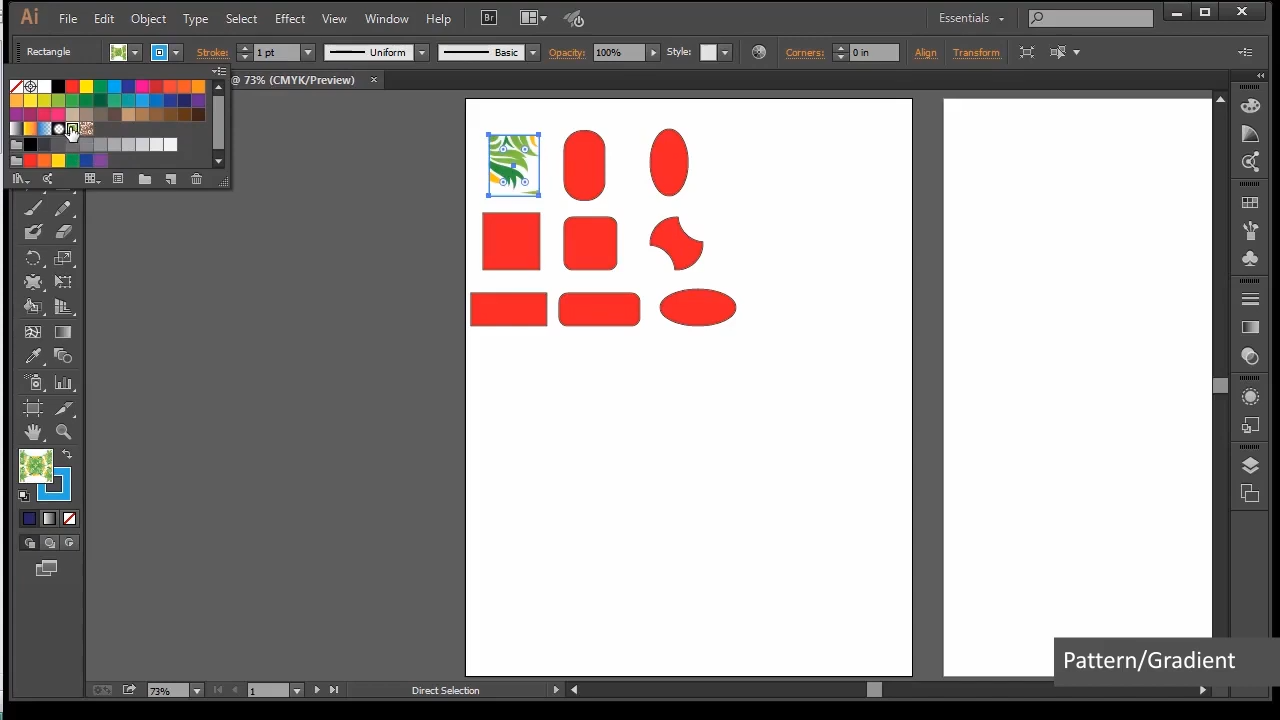 Ai File Edit Object Type Select Effect View Window Help Br Essentials
Rectangle Stroke: 1 pt Uniform Basic Opacity: 100% Style: Corners: 0 in Align Transform
@ 73% (CMYK/Preview) ×
Pattern/Gradient
73% 1 Direct Selection